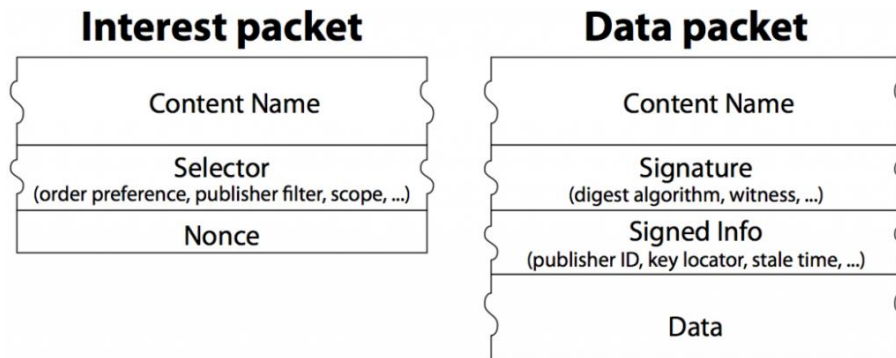 Interest packet
Content Name
Selector
(order preference, publisher filter, scope, ...)
Nonce
Data packet
Content Name
Signature
(digest algorithm, witness, ...)
Signed Info
(publisher ID, key locator, stale time, ...)
Data